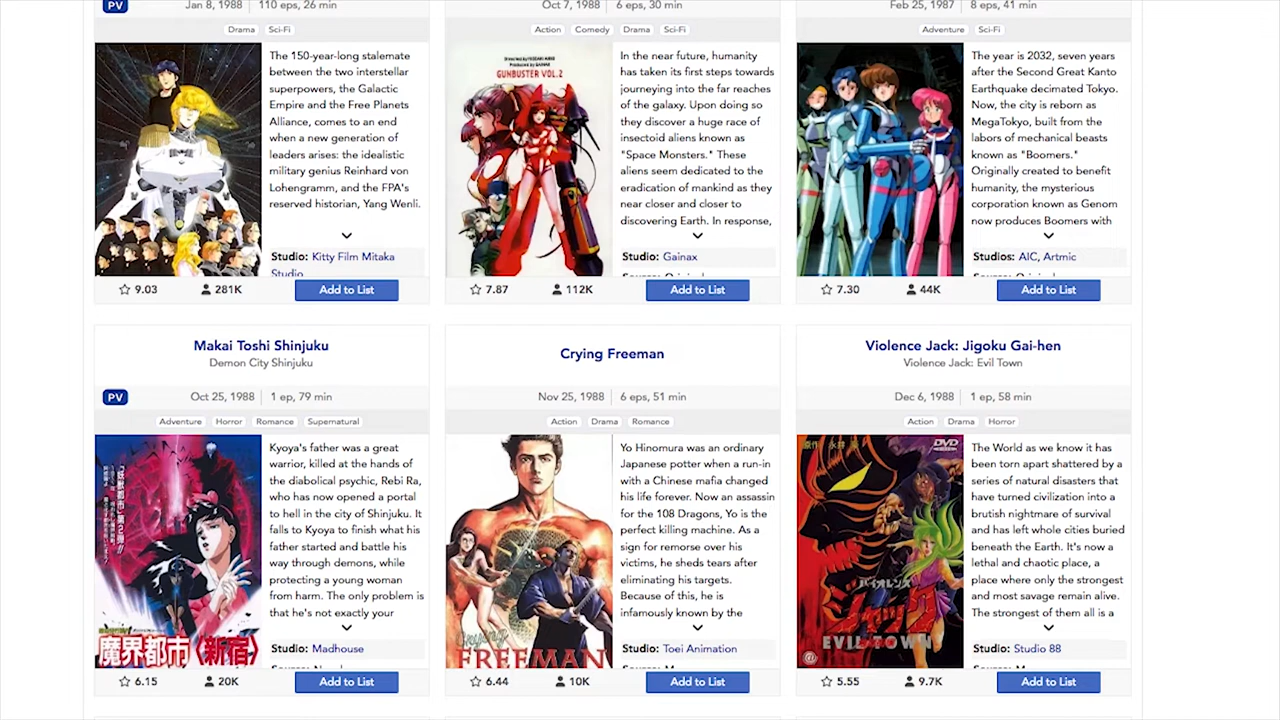 PV
Jan 8, 1988 | 110 eps, 26 min
Drama Sci-Fi
The 150-year-long stalemate
between the two interstellar
superpowers, the Galactic
Empire and the Free Planets
Alliance, comes to an end
when a new generation of
leaders arises: the idealistic
military genius Reinhard von
Lohengramm, and the FPA's
reserved historian, Yang Wenli.
Studio: Kitty Film Mitaka
Studio
9.03 281K Add to List
Oct 7, 1988 | 6 eps, 30 min
Action Comedy Drama Sci-Fi
GUNBUSTER VOL.2
In the near future, humanity
has taken its first steps towards
journeying into the far reaches
of the galaxy. Upon doing so
they discover a huge race of
insectoid aliens known as
"Space Monsters." These
aliens seem dedicated to the
eradication of mankind as they
near closer and closer to
discovering Earth. In response,
Studio: Gainax
7.87 112K Add to List
Feb 25, 1987 | 8 eps, 41 min
Adventure Sci-Fi
The year is 2032, seven years
after the Second Great Kanto
Earthquake decimated Tokyo.
Now, the city is reborn as
MegaTokyo, built from the
labors of mechanical beasts
known as "Boomers."
Originally created to benefit
humanity, the mysterious
corporation known as Genom
now produces Boomers with
Studios: AIC, Artmic
7.30 44K Add to List
Makai Toshi Shinjuku
Demon City Shinjuku
PV
Oct 25, 1988 | 1 ep, 79 min
Adventure Horror Romance Supernatural
魔界都市〈新宿〉
Kyoya's father was a great
warrior, killed at the hands of
the diabolical psychic, Rebi Ra,
who has now opened a portal
to hell in the city of Shinjuku. It
falls to Kyoya to finish what his
father started and battle his
way through demons, while
protecting a young woman
from harm. The only problem is
that he's not exactly your
Studio: Madhouse
6.15 20K Add to List
Crying Freeman
Nov 25, 1988 | 6 eps, 51 min
Action Drama Romance
Crying
FREEMAN
Yo Hinomura was an ordinary
Japanese potter when a run-in
with a Chinese mafia changed
his life forever. Now an assassin
for the 108 Dragons, Yo is the
perfect killing machine. As a
sign for remorse over his
victims, he sheds tears after
eliminating his targets.
Because of this, he is
infamously known by the
Studio: Toei Animation
6.44 10K Add to List
Violence Jack: Jigoku Gai-hen
Violence Jack: Evil Town
Dec 6, 1988 | 1 ep, 58 min
Action Drama Horror
DVD
バイオレンス
ジャック
EVIL TOWN
The World as we know it has
been torn apart shattered by a
series of natural disasters that
have turned civilization into a
brutish nightmare of survival
and has left whole cities buried
beneath the Earth. It's now a
lethal and chaotic place, a
place where only the strongest
and most savage remain alive.
The strongest of them all is a
Studio: Studio 88
5.55 9.7K Add to List